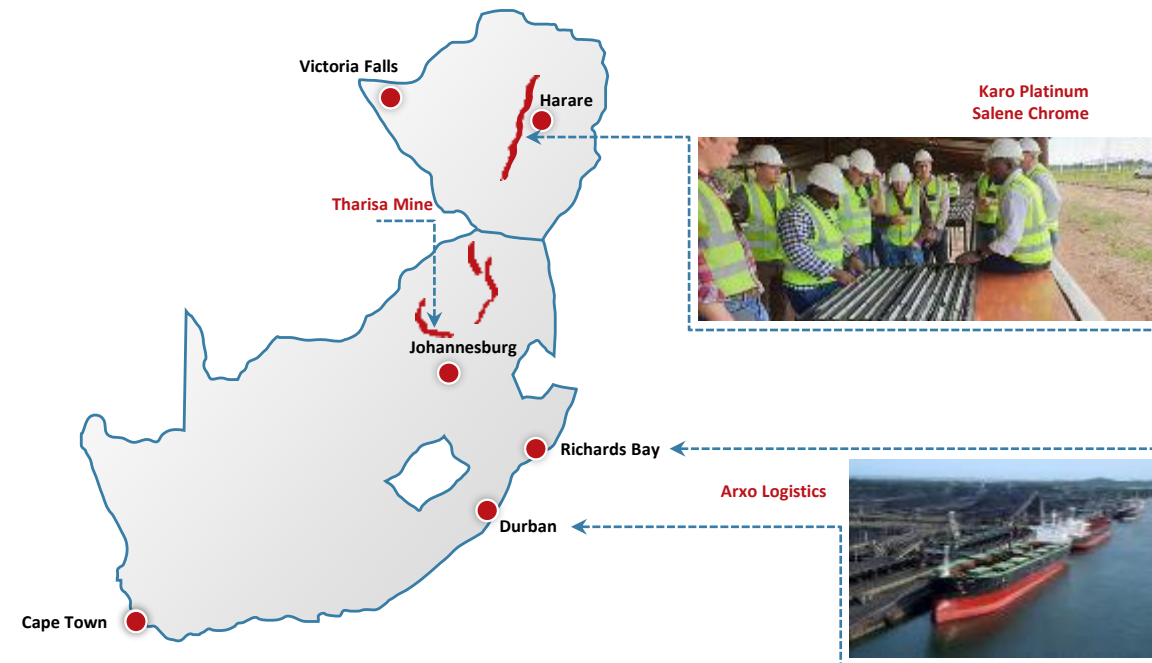 Victoria Falls
Harare
Karo Platinum
Salene Chrome
Tharisa Mine
Johannesburg
Richards Bay
Arxo Logistics
Durban
Cape Town